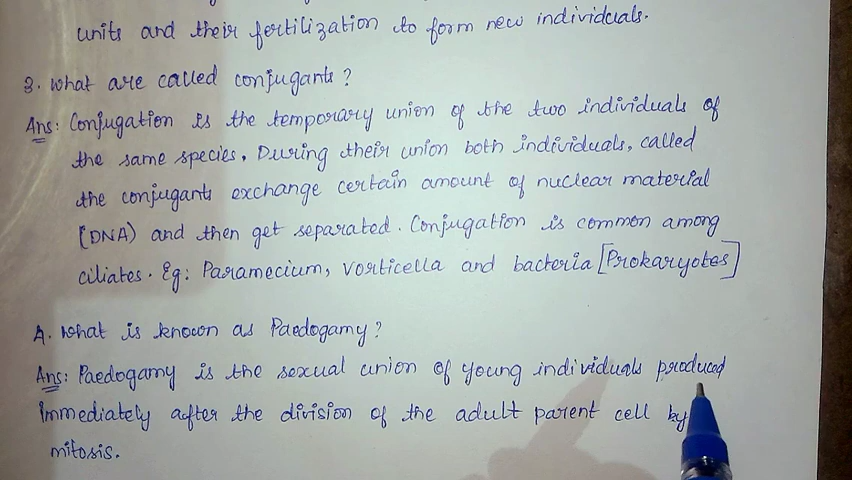 units and their fertilization to form new individuals.
3. What are called conjugants?
Ans: Conjugation is the temporary union of the two individuals of
the same species. During their union both individuals, called
the conjugants exchange certain amount of nuclear material
[DNA) and then get separated. Conjugation is common among
ciliates. Eg: Paramecium, Vorticella and bacteria [Prokaryotes]
4. What is known as Paedogamy?
Ans: Paedogamy is the sexual union of young individuals produced
immediately after the division of the adult parent cell by
mitosis.